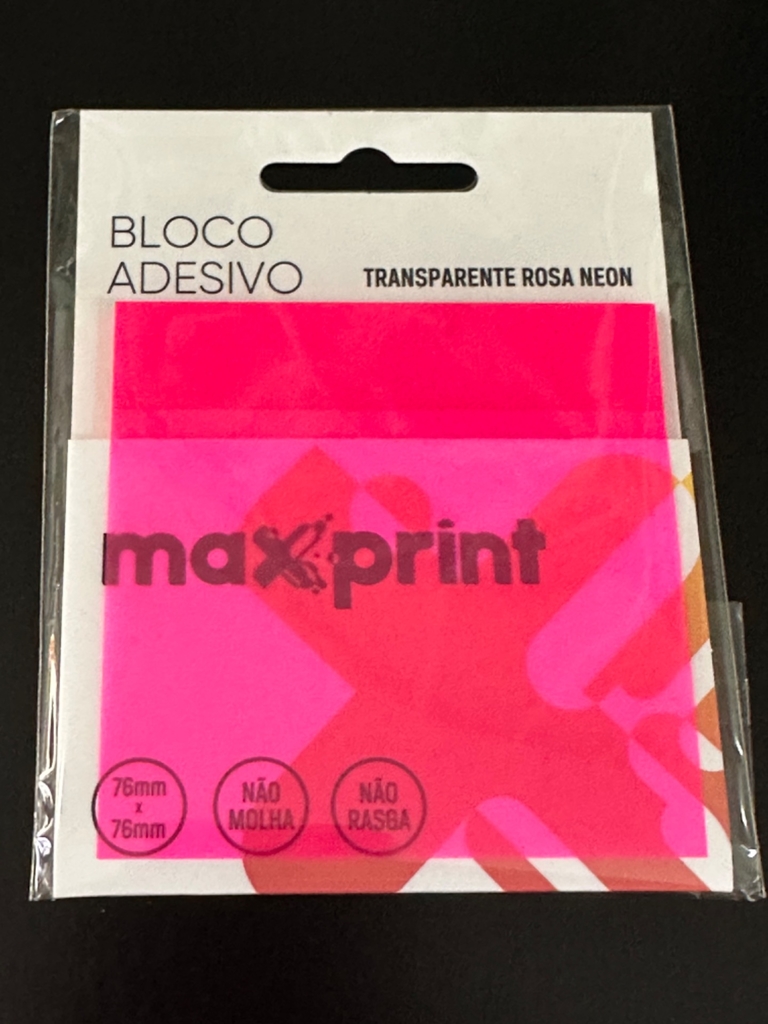 BLOCO
ADESIVO
TRANSPARENTE ROSA NEON
maxprint
76mm
x
76mm
NÃO
MOLHA
NÃO
RASGA